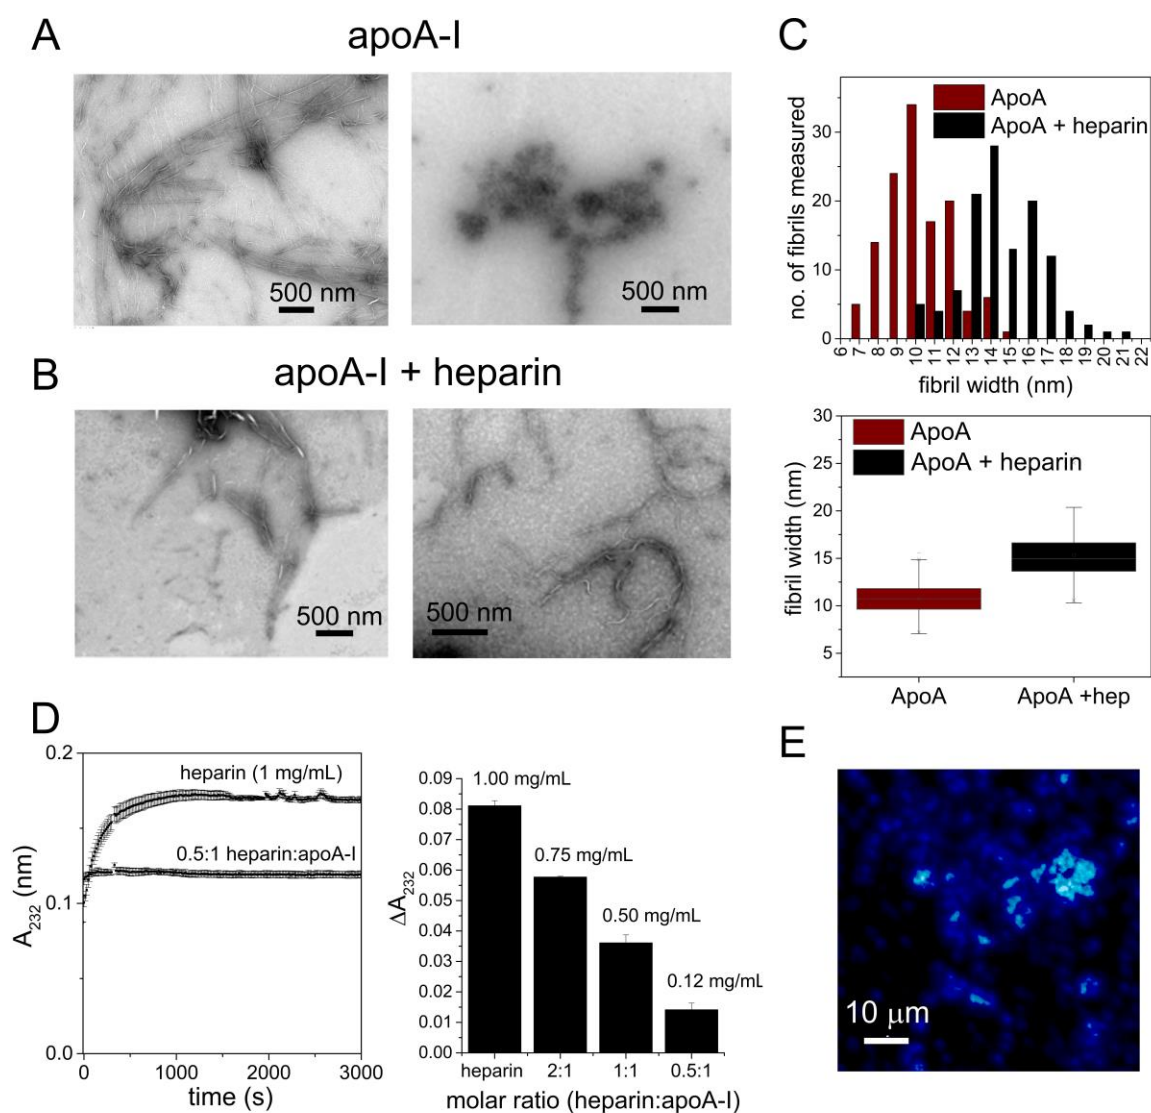 A
apoA-I
500 nm
500 nm
B
apoA-I + heparin
500 nm
500 nm
C
ApoA
ApoA + heparin
no. of fibrils measured
30
20
10
0
6 7 8 9 10 11 12 13 14 15 16 17 18 19 20 21 22
fibril width (nm)
ApoA
ApoA + heparin
fibril width (nm)
30
25
20
15
10
5
ApoA ApoA +hep
D
heparin (1 mg/mL)
0.5:1 heparin:apoA-I
A232 (nm)
0.2
0.1
0.0
0 1000 2000 3000
time (s)
1.00 mg/mL
0.75 mg/mL
0.50 mg/mL
0.12 mg/mL
ΔA232
0.09
0.08
0.07
0.06
0.05
0.04
0.03
0.02
0.01
0.00
heparin 2:1 1:1 0.5:1
molar ratio (heparin:apoA-I)
E
10 μm